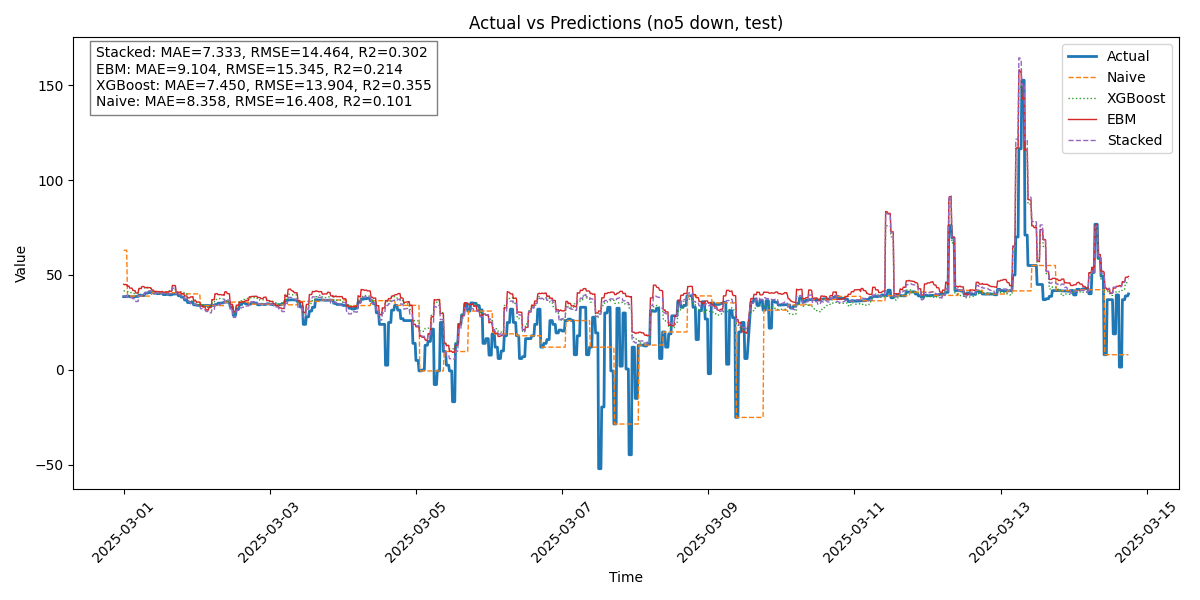 Actual vs Predictions (no5 down, test)
Stacked: MAE=7.333, RMSE=14.464, R2=0.302
EBM: MAE=9.104, RMSE=15.345, R2=0.214
XGBoost: MAE=7.450, RMSE=13.904, R2=0.355
Naive: MAE=8.358, RMSE=16.408, R2=0.101
Actual
Naive
XGBoost
EBM
Stacked
Value
150
100
50
0
−50
2025-03-01
2025-03-03
2025-03-05
2025-03-07
2025-03-09
2025-03-11
2025-03-13
2025-03-15
Time